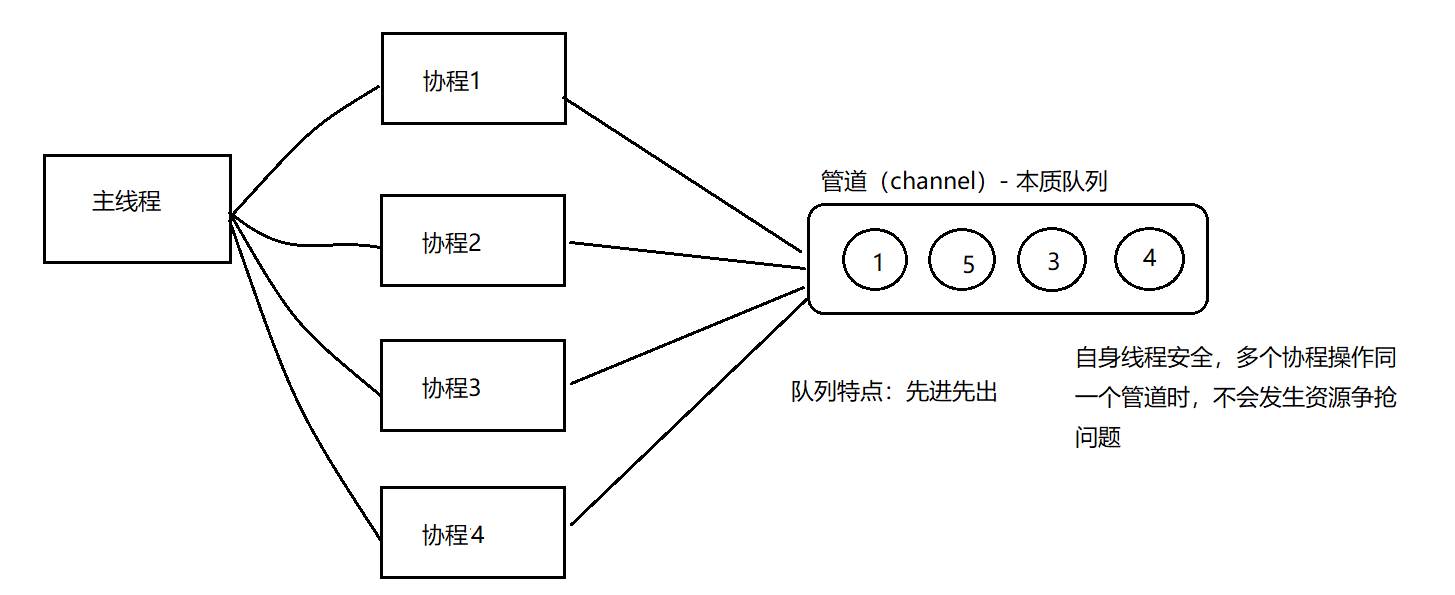 协程1
主线程
管道（channel）- 本质队列
协程2
1
5
3
4
自身线程安全，多个协程操作同
一个管道时，不会发生资源争抢
问题
队列特点：先进先出
协程3
协程4